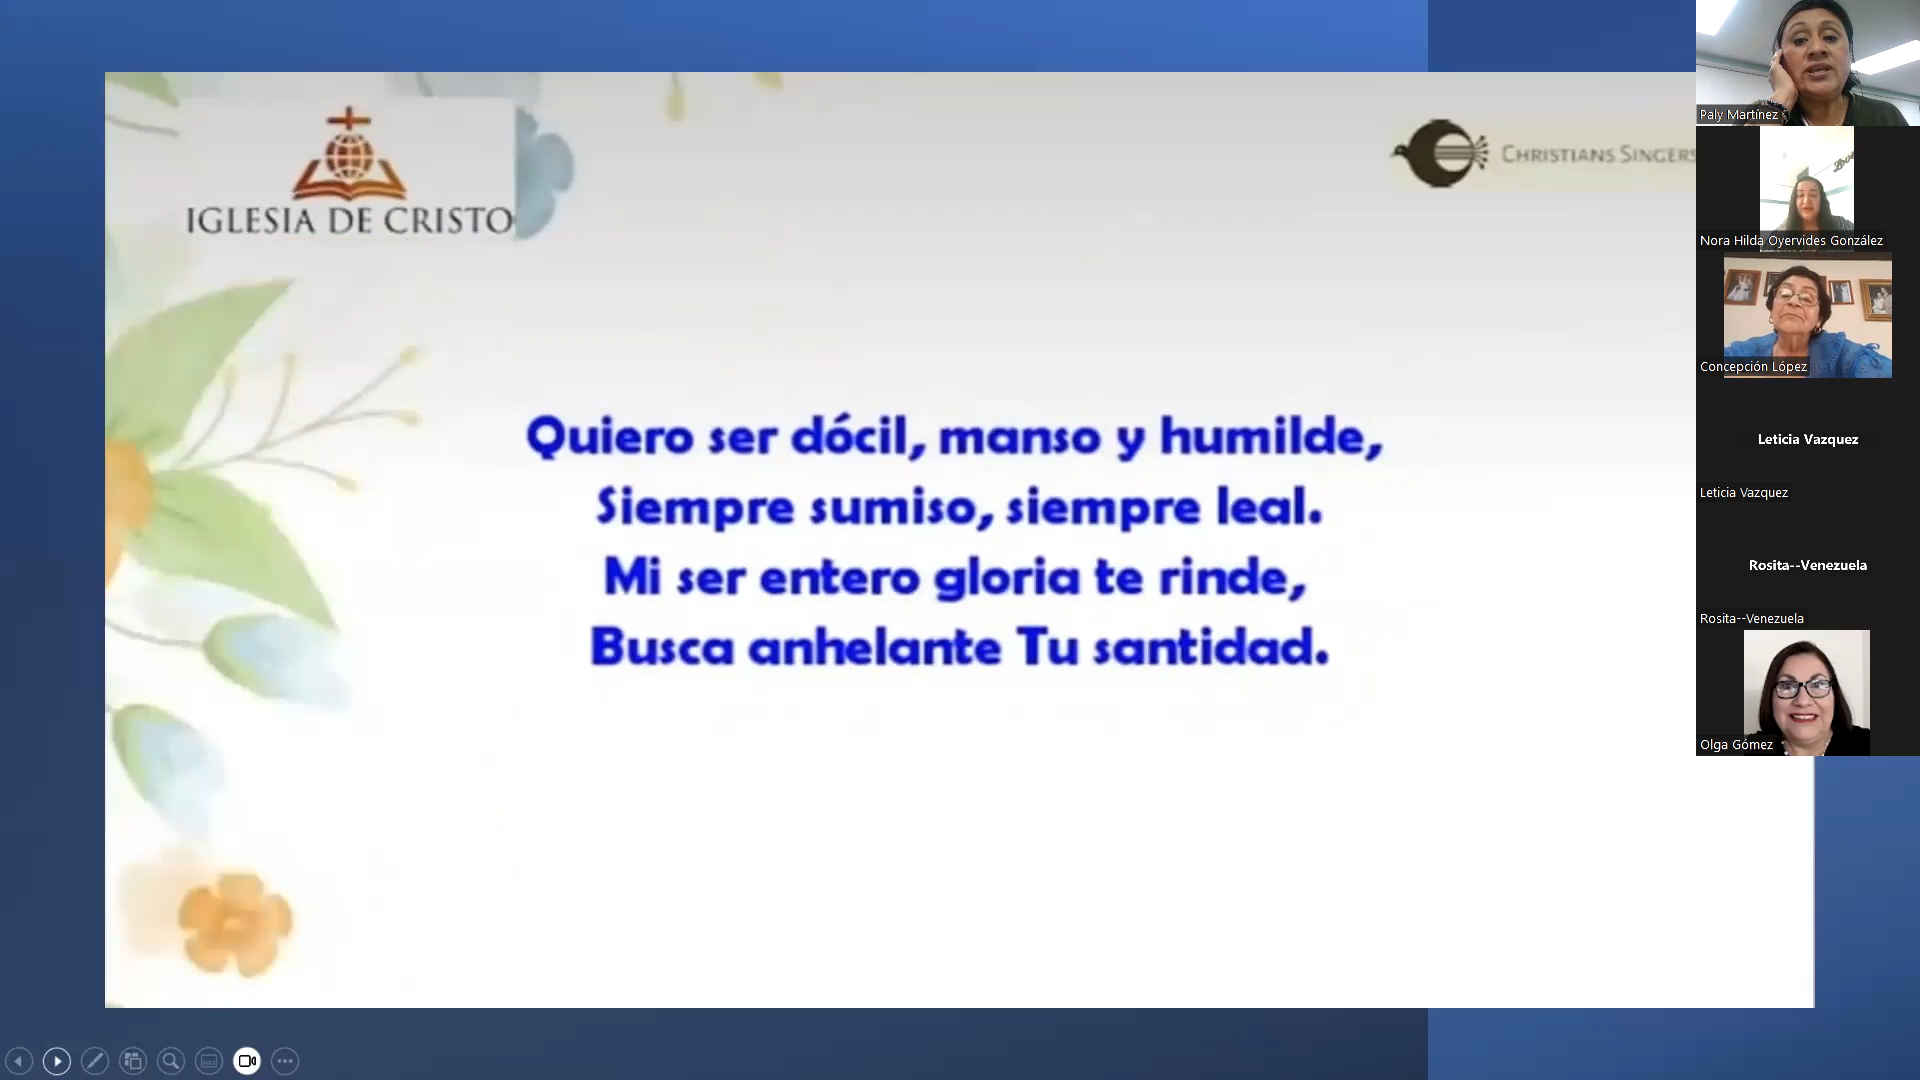 IGLESIA DE CRISTO
CHRISTIANS SINGERS
Quiero ser dócil, manso y humilde,
Siempre sumiso, siempre leal.
Mi ser entero gloria te rinde,
Busca anhelante Tu santidad.
Paly Martínez
Nora Hilda Oyervides González
Concepción López
Leticia Vazquez
Leticia Vazquez
Rosita--Venezuela
Rosita--Venezuela
Olga Gómez